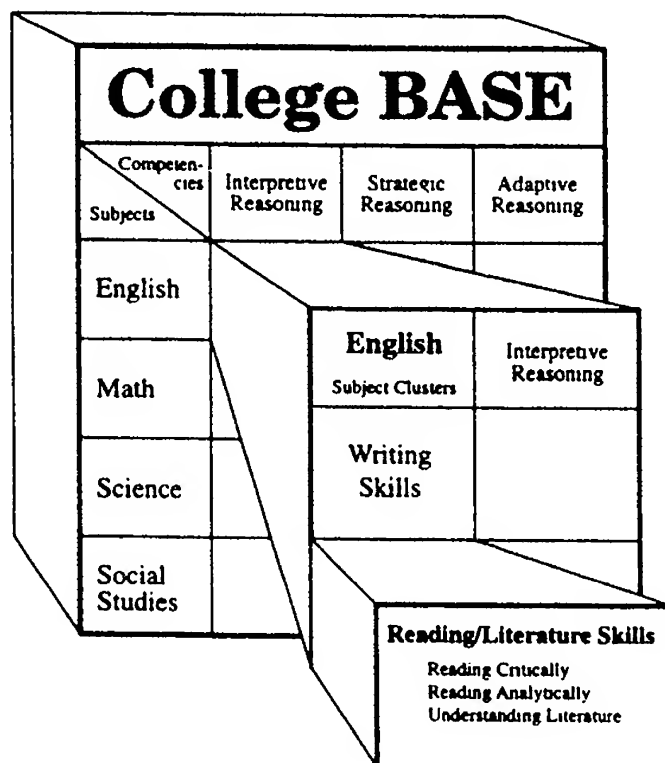 College BASE
Competen-
cies
Subjects
Interpretive
Reasoning
Strategic
Reasoning
Adaptive
Reasoning
English
Math
Science
Social
Studies
English
Subject Clusters
Interpretive
Reasoning
Writing
Skills
Reading/Literature Skills
Reading Critically
Reading Analytically
Understanding Literature